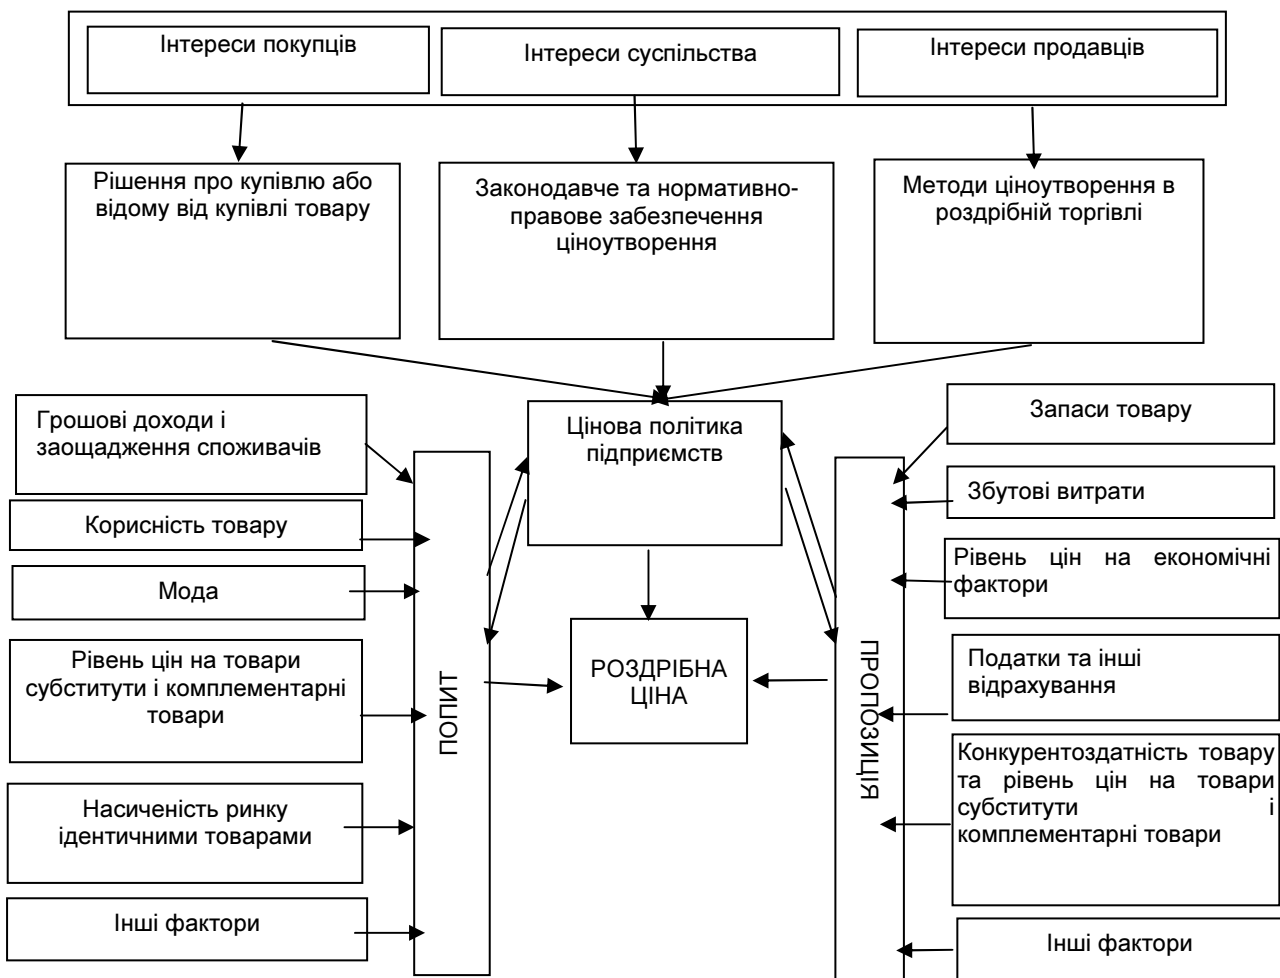 Інтереси покупців
Інтереси суспільства
Інтереси продавців
Рішення про купівлю або
відому від купівлі товару
Законодавче та нормативно-
правове забезпечення
ціноутворення
Методи ціноутворення в
роздрібній торгівлі
Грошові доходи і
заощадження споживачів
Корисність товару
Мода
Рівень цін на товари
субститути і комплементарні
товари
Насиченість ринку
ідентичними товарами
Інші фактори
ПОПИТ
Цінова політика
підприємств
РОЗДРІБНА
ЦІНА
ПРОПОЗИЦІЯ
Запаси товару
Збутові витрати
Рівень цін на економічні
фактори
Податки та інші
відрахування
Конкурентоздатність товару
та рівень цін на товари
субститути і
комплементарні товари
Інші фактори